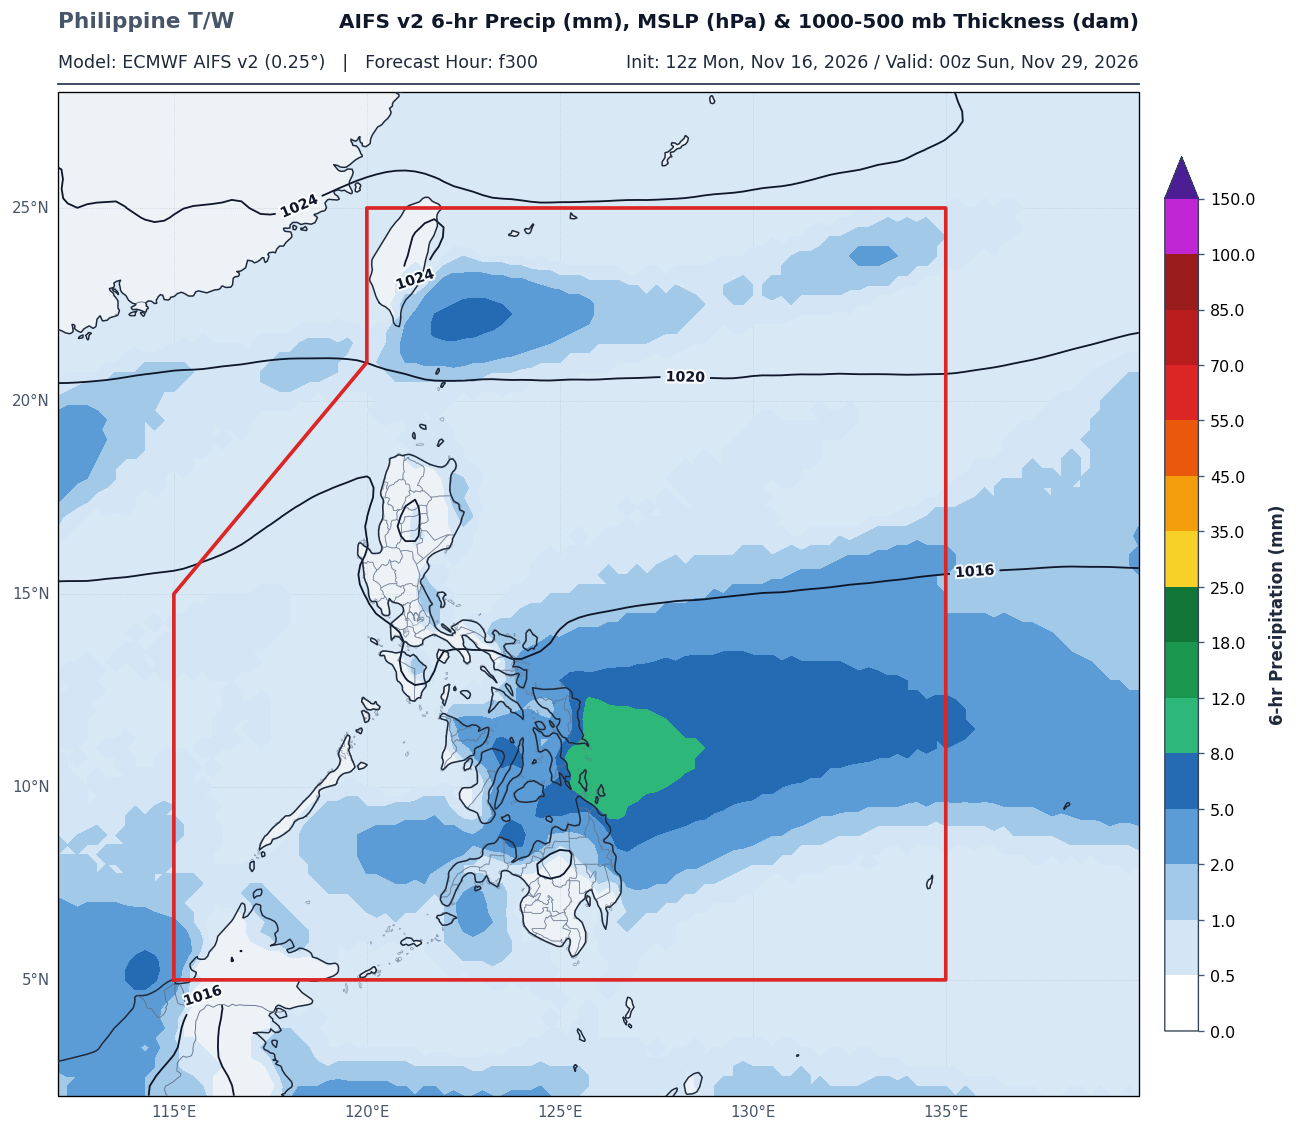 Philippine T/W
AIFS v2 6-hr Precip (mm), MSLP (hPa) & 1000-500 mb Thickness (dam)
Model: ECMWF AIFS v2 (0.25°) | Forecast Hour: f300
Init: 12z Mon, Nov 16, 2026 / Valid: 00z Sun, Nov 29, 2026
25°N
20°N
15°N
10°N
5°N
1024
1024
1020
1016
1016
115°E
120°E
125°E
130°E
135°E
150.0
100.0
85.0
70.0
55.0
45.0
35.0
25.0
18.0
12.0
8.0
5.0
2.0
1.0
0.5
0.0
6-hr Precipitation (mm)